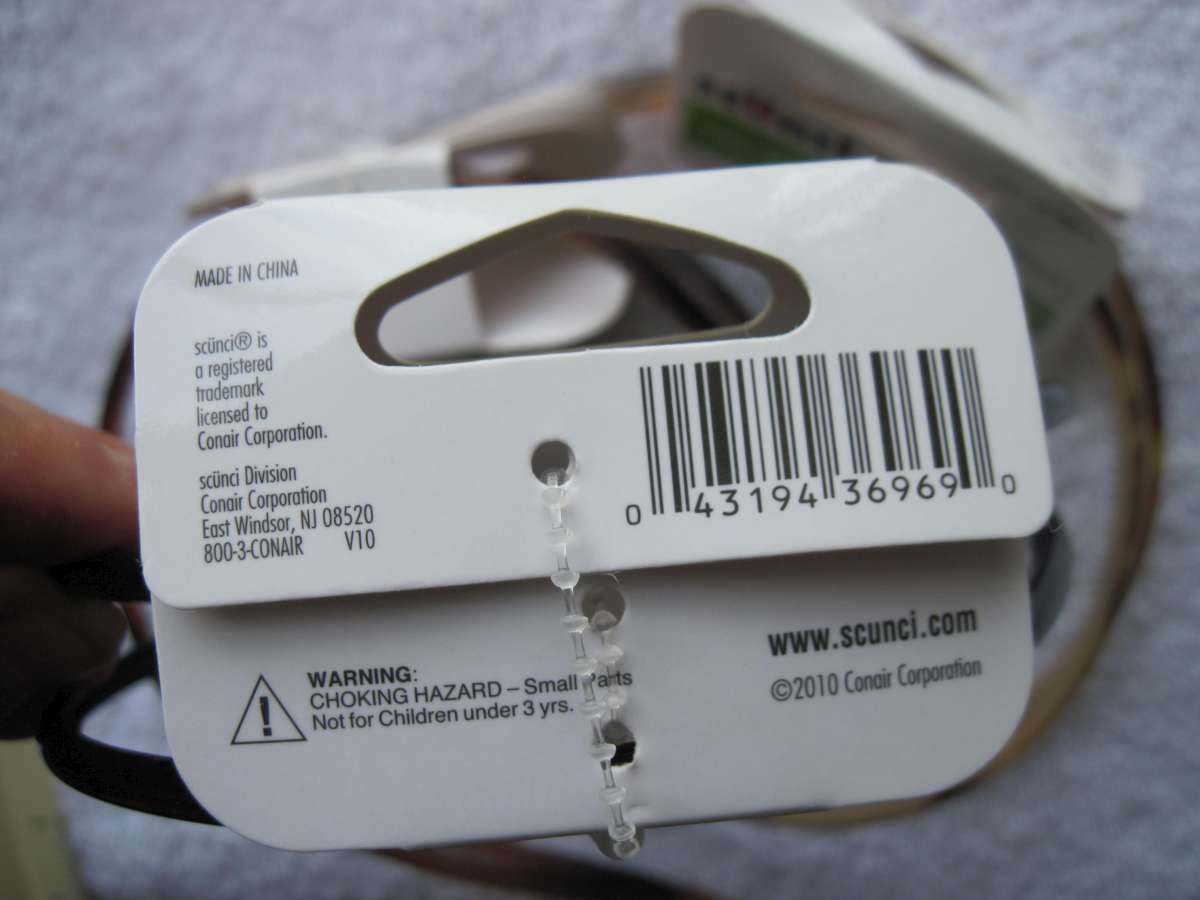 MADE IN CHINA
scünci® is
a registered
trademark
licensed to
Conair Corporation.
scünci Division
Conair Corporation
East Windsor, NJ 08520
800-3-CONAIR V10
0 43194 36969 0
WARNING:
CHOKING HAZARD – Small Parts
Not for Children under 3 yrs.
www.scunci.com
©2010 Conair Corporation